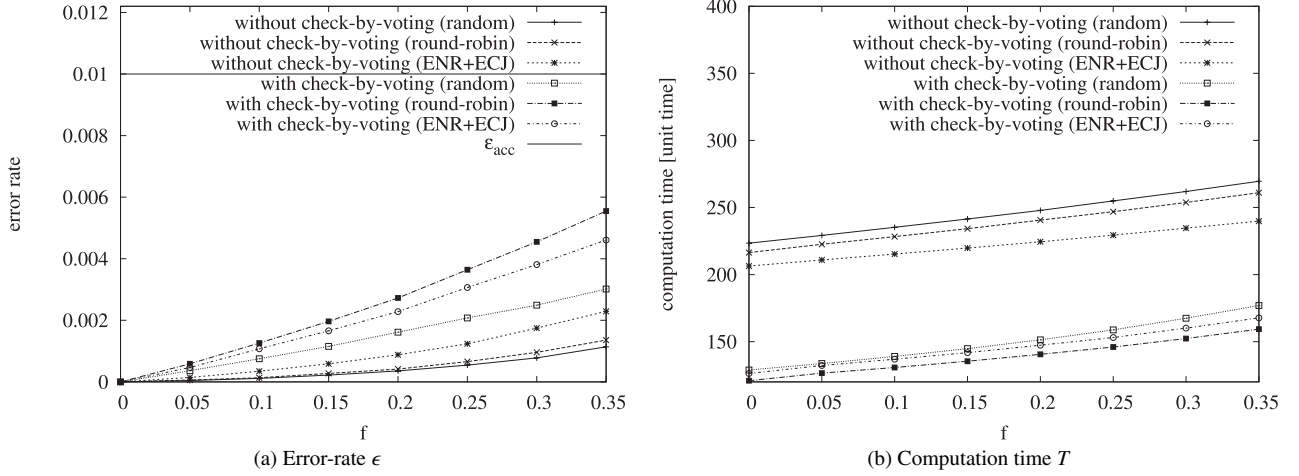 0.012
0.01
0.008
0.006
0.004
0.002
0
error rate
without check-by-voting (random)
without check-by-voting (round-robin)
without check-by-voting (ENR+ECJ)
with check-by-voting (random)
with check-by-voting (round-robin)
with check-by-voting (ENR+ECJ)
ε_acc
0 0.05 0.1 0.15 0.2 0.25 0.3 0.35
f
(a) Error-rate ϵ
400
350
300
250
200
150
computation time [unit time]
without check-by-voting (random)
without check-by-voting (round-robin)
without check-by-voting (ENR+ECJ)
with check-by-voting (random)
with check-by-voting (round-robin)
with check-by-voting (ENR+ECJ)
0 0.05 0.1 0.15 0.2 0.25 0.3 0.35
f
(b) Computation time T